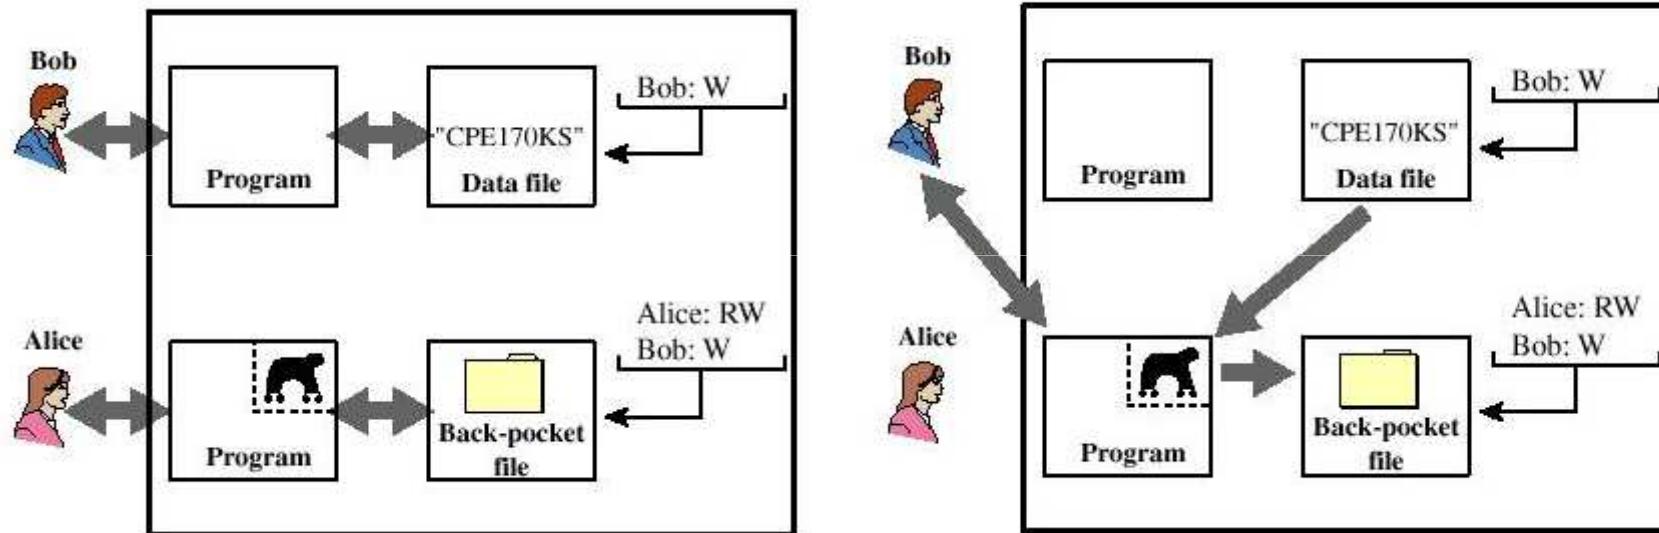 Bob
Bob: W
"CPE170KS"
Program
Data file
Alice
Alice: RW
Bob: W
Program
Back-pocket
file
Bob
Bob: W
"CPE170KS"
Program
Data file
Alice
Alice: RW
Bob: W
Program
Back-pocket
file